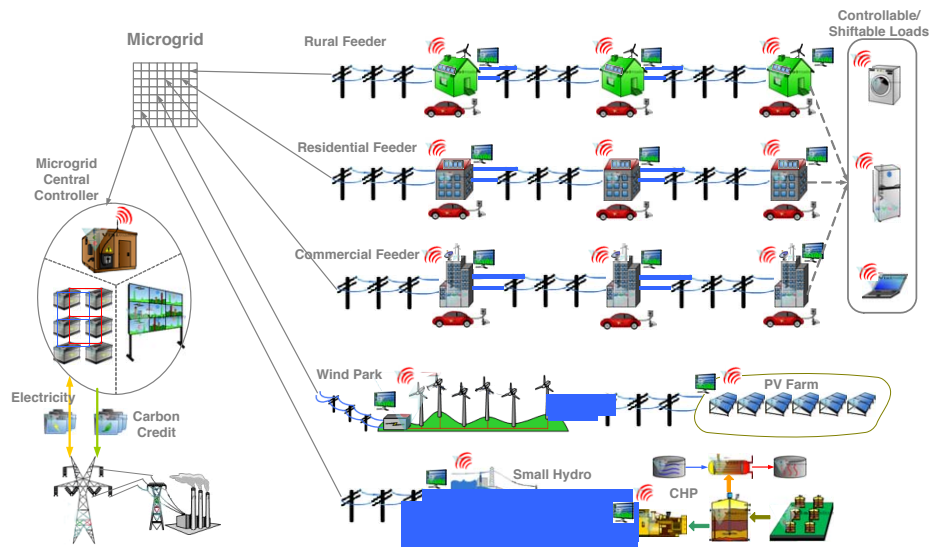 Microgrid
Rural Feeder
Controllable/
Shiftable Loads
Residential Feeder
Microgrid
Central
Controller
Commercial Feeder
Wind Park
PV Farm
Electricity
Carbon
Credit
Small Hydro
CHP